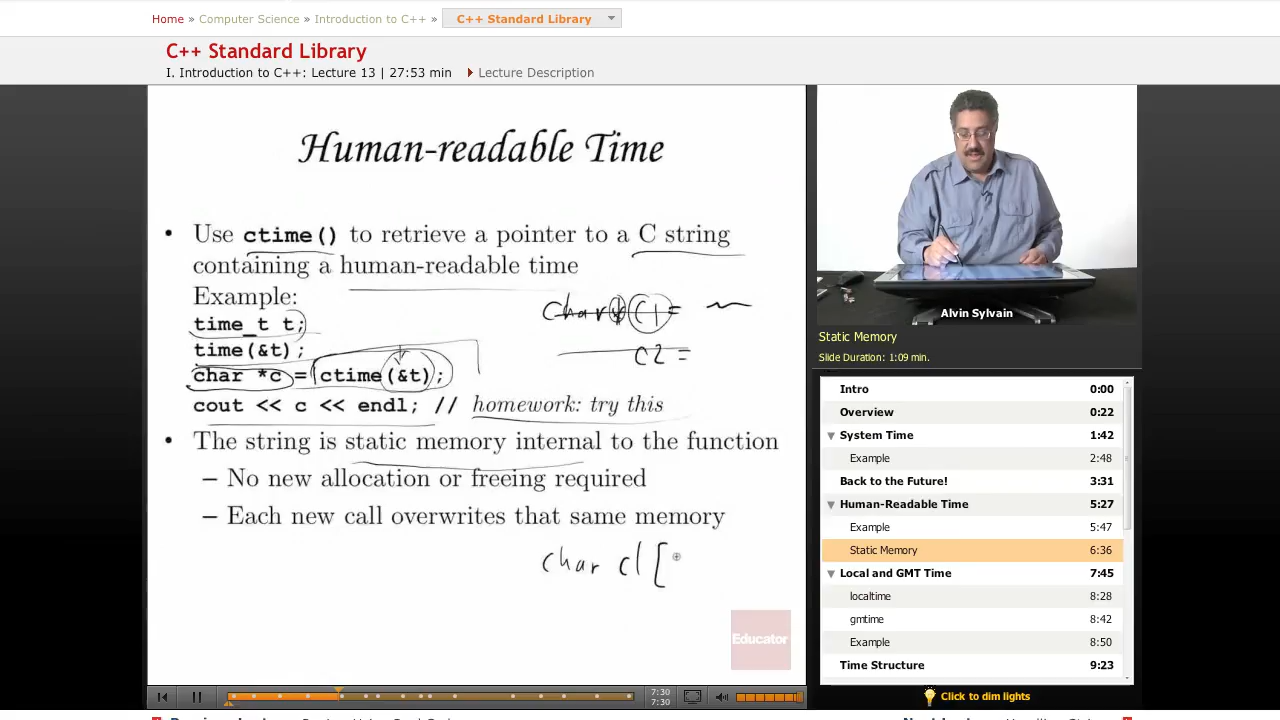 Home » Computer Science » Introduction to C++ » C++ Standard Library
C++ Standard Library
I. Introduction to C++: Lecture 13 | 27:53 min Lecture Description
Human-readable Time
• Use ctime() to retrieve a pointer to a C string
containing a human-readable time
Example:
time_t t;
time(&t);
char *c = ctime(&t);
cout << c << endl; // homework: try this
char * C1 =
C2 =
• The string is static memory internal to the function
– No new allocation or freeing required
– Each new call overwrites that same memory
char c1 [
Educator
7:30
7:30
Alvin Sylvain
Static Memory
Slide Duration: 1:09 min.
Intro 0:00
Overview 0:22
System Time 1:42
Example 2:48
Back to the Future! 3:31
Human-Readable Time 5:27
Example 5:47
Static Memory 6:36
Local and GMT Time 7:45
localtime 8:28
gmtime 8:42
Example 8:50
Time Structure 9:23
Click to dim lights